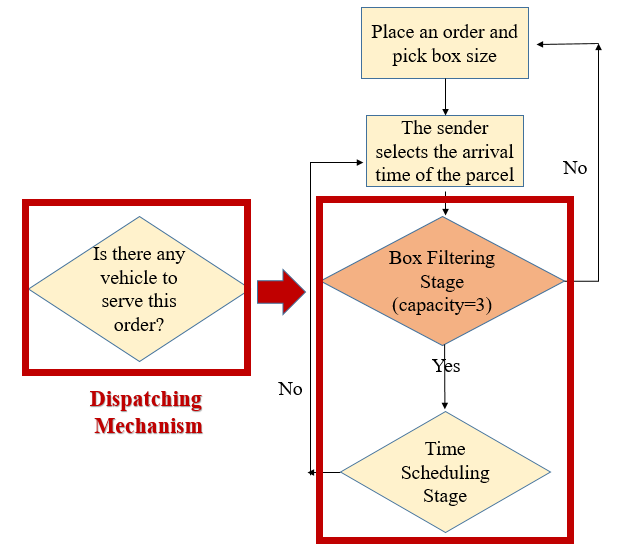 Place an order and
pick box size
The sender
selects the arrival
time of the parcel
No
Is there any
vehicle to
serve this
order?
Box Filtering
Stage
(capacity=3)
Yes
Dispatching
Mechanism
No
Time
Scheduling
Stage